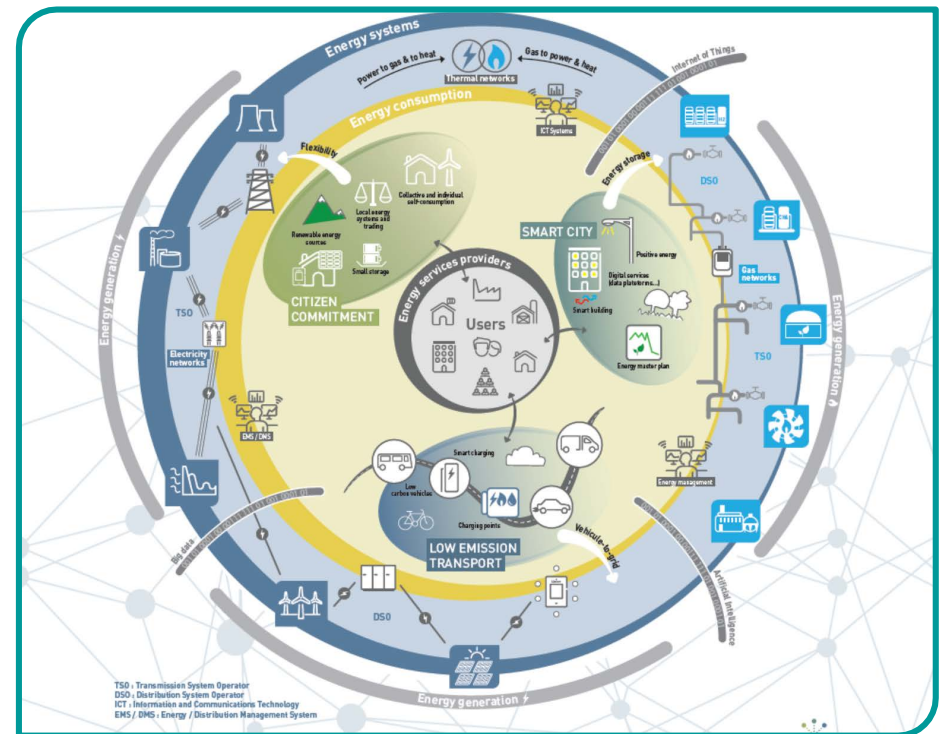 Energy systems
Power to gas & to heat
Gas to power & heat
Thermal networks
Internet of Things
Energy consumption
ICT Systems
H2
Energy storage
DSO
Flexibility
Collective and individual
self-consumption
Local energy
systems and
trading
Renewable energy
sources
Small storage
CITIZEN
COMMITMENT
SMART CITY
Positive energy
Digital services
(data plateforms...)
Smart building
Energy master plan
Gas
networks
TSO
Energy generation
Energy generation
TSO
Electricity
networks
Energy services providers
Users
EMS / DMS
Smart charging
Low
carbon vehicles
Charging points
LOW EMISSION
TRANSPORT
Vehicule-to-grid
Energy management
Big data
Artificial Intelligence
DSO
Energy generation
TSO : Transmission System Operator
DSO : Distribution System Operator
ICT : Information and Communications Technology
EMS / DMS : Energy / Distribution Management System